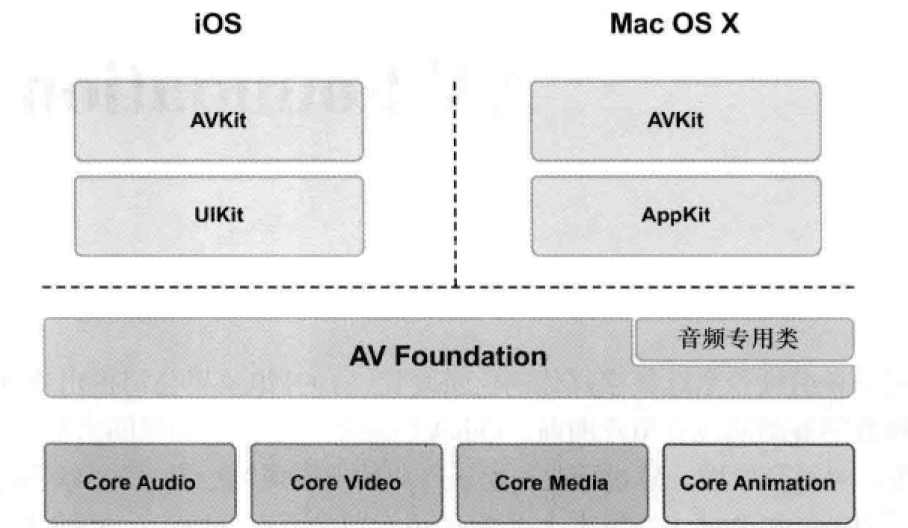 iOS
Mac OS X
AVKit
AVKit
UIKit
AppKit
AV Foundation
音频专用类
Core Audio
Core Video
Core Media
Core Animation